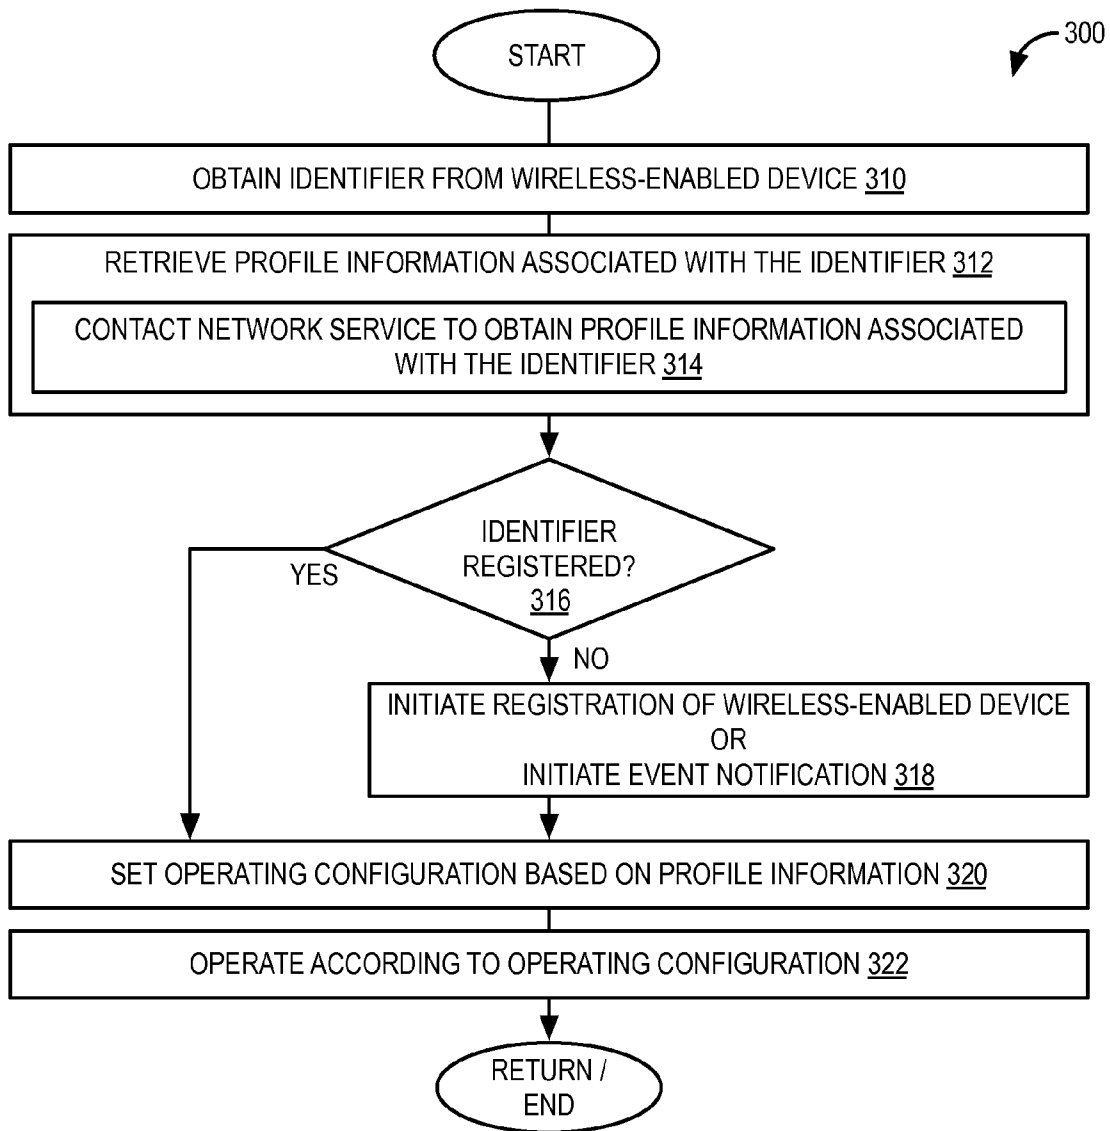 START
300
OBTAIN IDENTIFIER FROM WIRELESS-ENABLED DEVICE 310
RETRIEVE PROFILE INFORMATION ASSOCIATED WITH THE IDENTIFIER 312
CONTACT NETWORK SERVICE TO OBTAIN PROFILE INFORMATION ASSOCIATED
WITH THE IDENTIFIER 314
IDENTIFIER
REGISTERED?
316
YES
NO
INITIATE REGISTRATION OF WIRELESS-ENABLED DEVICE
OR
INITIATE EVENT NOTIFICATION 318
SET OPERATING CONFIGURATION BASED ON PROFILE INFORMATION 320
OPERATE ACCORDING TO OPERATING CONFIGURATION 322
RETURN /
END